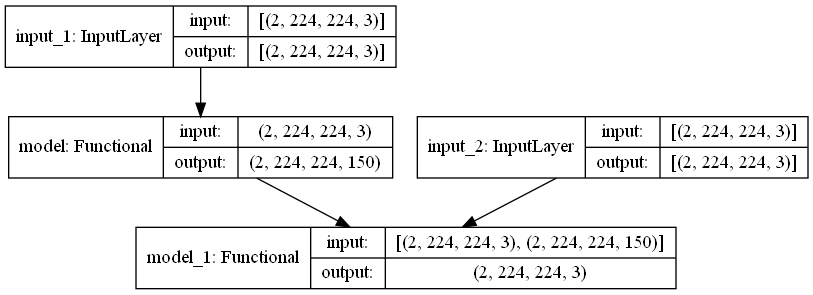 input_1: InputLayer
input: [(2, 224, 224, 3)]
output: [(2, 224, 224, 3)]
model: Functional
input: (2, 224, 224, 3)
output: (2, 224, 224, 150)
input_2: InputLayer
input: [(2, 224, 224, 3)]
output: [(2, 224, 224, 3)]
model_1: Functional
input: [(2, 224, 224, 3), (2, 224, 224, 150)]
output: (2, 224, 224, 3)